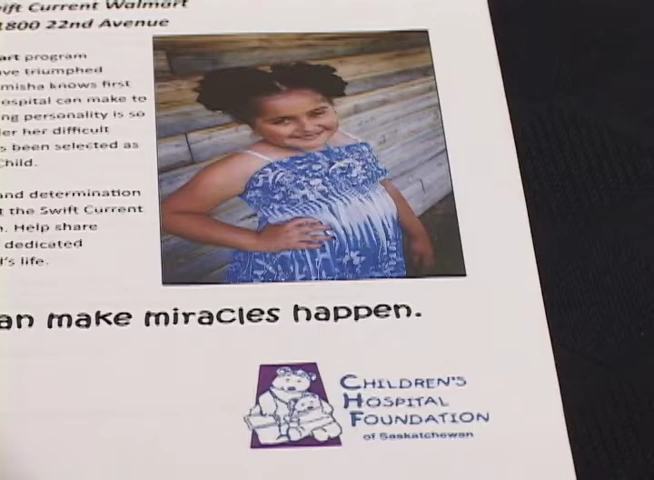 ift Current Walmart
1800 22nd Avenue
art program
ve triumphed
misha knows first
ospital can make to
ng personality is so
er her difficult
s been selected as
Child.
and determination
t the Swift Current
n. Help share
dedicated
l's life.
an make miracles happen.
CHILDREN'S
HOSPITAL
FOUNDATION
of Saskatchewan